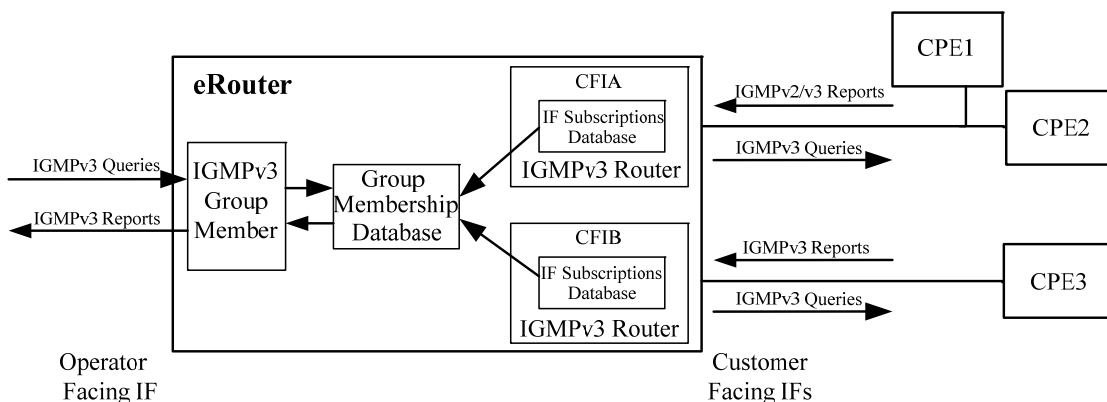 eRouter
IGMPv3 Queries
IGMPv3 Reports
IGMPv3
Group
Member
Group
Membership
Database
CFIA
IF Subscriptions
Database
IGMPv3 Router
CFIB
IF Subscriptions
Database
IGMPv3 Router
IGMPv2/v3 Reports
IGMPv3 Queries
IGMPv3 Reports
IGMPv3 Queries
CPE1
CPE2
CPE3
Operator
Facing IF
Customer
Facing IFs